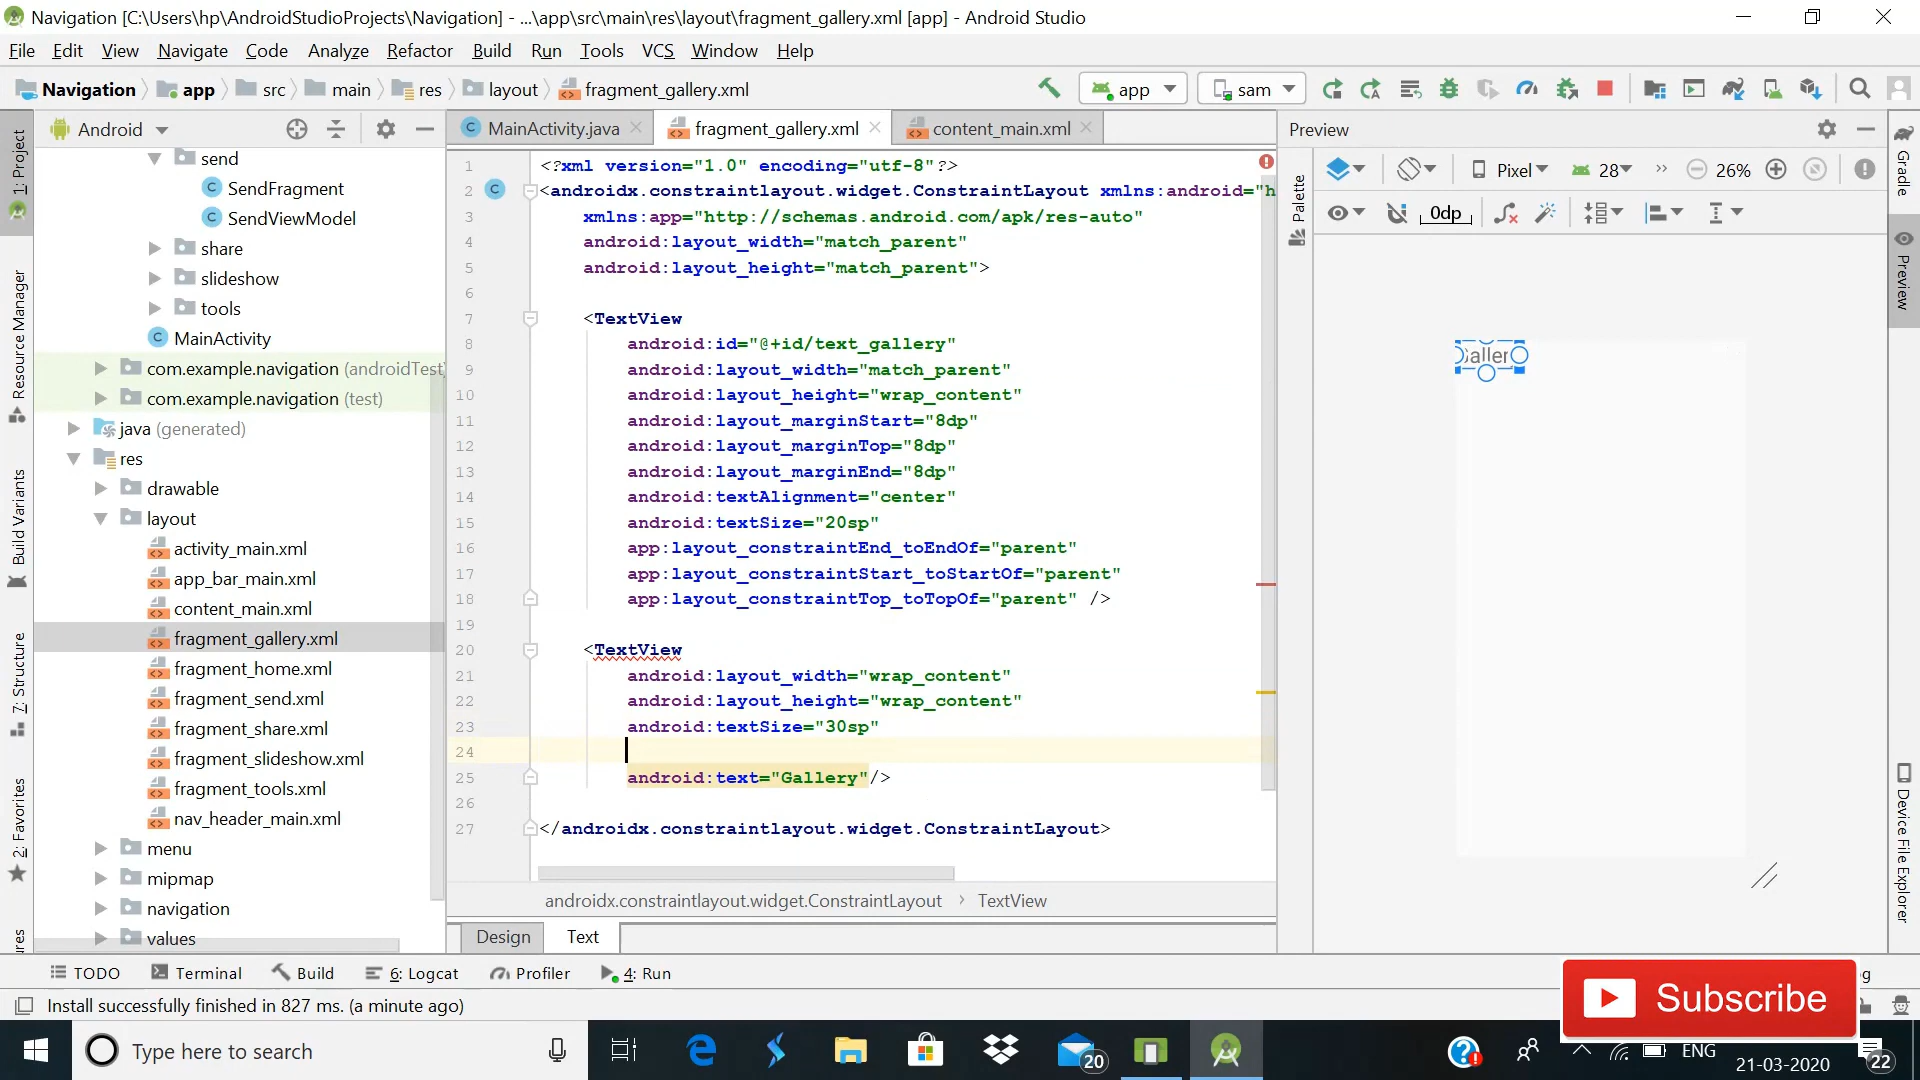 Navigation [C:\Users\hp\AndroidStudioProjects\Navigation] - ...\app\src\main\res\layout\fragment_gallery.xml [app] - Android Studio
File Edit View Navigate Code Analyze Refactor Build Run Tools VCS Window Help
Navigation app src main res layout fragment_gallery.xml app sam
1: Project
Resource Manager
Build Variants
7: Structure
2: Favorites
Android
send
SendFragment
SendViewModel
share
slideshow
tools
MainActivity
com.example.navigation (androidTest)
com.example.navigation (test)
java (generated)
res
drawable
layout
activity_main.xml
app_bar_main.xml
content_main.xml
fragment_gallery.xml
fragment_home.xml
fragment_send.xml
fragment_share.xml
fragment_slideshow.xml
fragment_tools.xml
nav_header_main.xml
menu
mipmap
navigation
values
MainActivity.java fragment_gallery.xml content_main.xml
1 <?xml version="1.0" encoding="utf-8"?>
2 <androidx.constraintlayout.widget.ConstraintLayout xmlns:android="h
3 xmlns:app="http://schemas.android.com/apk/res-auto"
4 android:layout_width="match_parent"
5 android:layout_height="match_parent">
6
7 <TextView
8 android:id="@+id/text_gallery"
9 android:layout_width="match_parent"
10 android:layout_height="wrap_content"
11 android:layout_marginStart="8dp"
12 android:layout_marginTop="8dp"
13 android:layout_marginEnd="8dp"
14 android:textAlignment="center"
15 android:textSize="20sp"
16 app:layout_constraintEnd_toEndOf="parent"
17 app:layout_constraintStart_toStartOf="parent"
18 app:layout_constraintTop_toTopOf="parent" />
19
20 <TextView
21 android:layout_width="wrap_content"
22 android:layout_height="wrap_content"
23 android:textSize="30sp"
24
25 android:text="Gallery"/>
26
27 </androidx.constraintlayout.widget.ConstraintLayout>
androidx.constraintlayout.widget.ConstraintLayout › TextView
Design Text
Preview
Palette
Pixel 28 » 26%
0dp
Gradle
Preview
Device File Explorer
TODO Terminal Build 6: Logcat Profiler 4: Run
Install successfully finished in 827 ms. (a minute ago)
Subscribe
Type here to search
20
ENG
21-03-2020
22